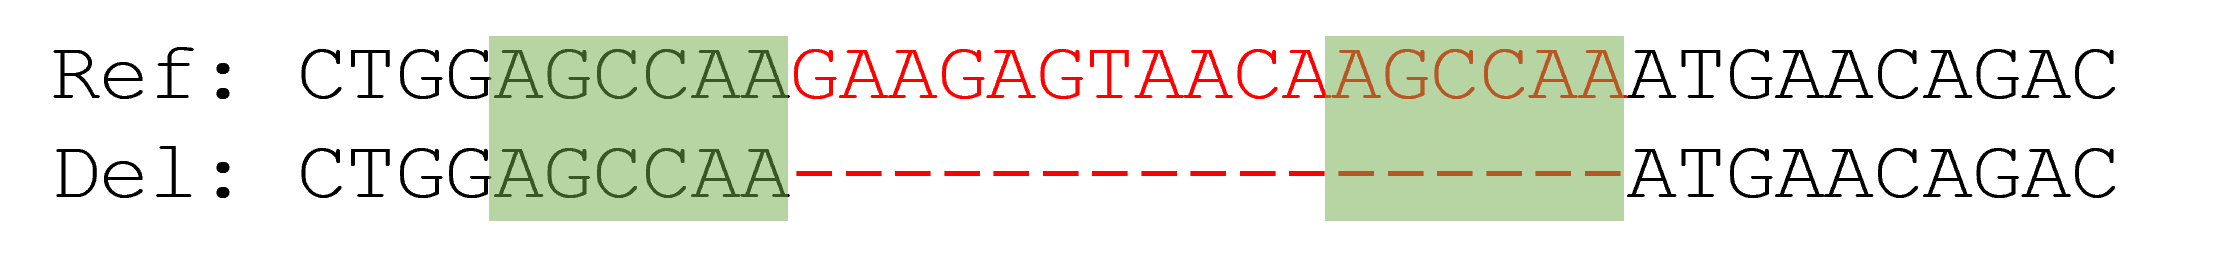 Ref: CTGGAGCCAAGAAGAGTAACAAGCCAAATGAACAGAC
Del: CTGGAGCCAA-----------------ATGAACAGAC